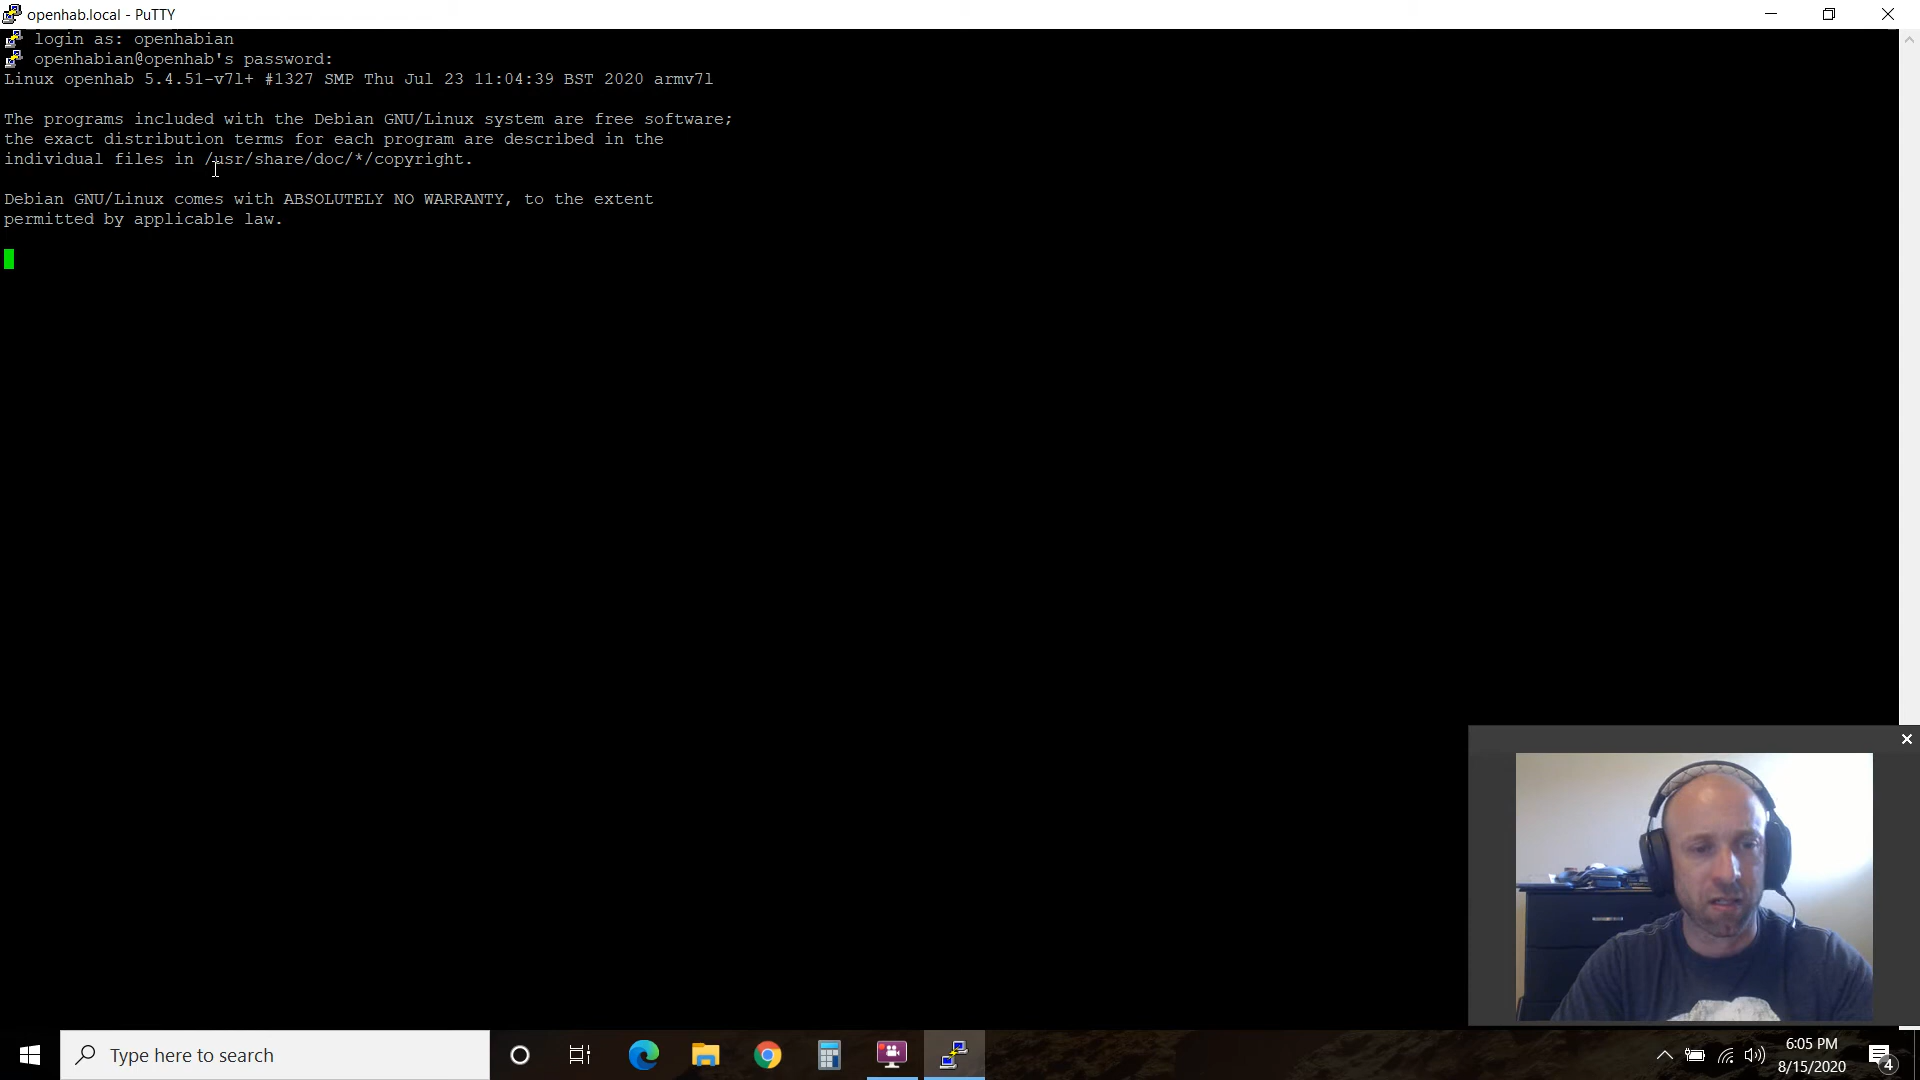 openhab.local - PuTTY
login as: openhabian
openhabian@openhab's password:
Linux openhab 5.4.51-v7l+ #1327 SMP Thu Jul 23 11:04:39 BST 2020 armv7l
The programs included with the Debian GNU/Linux system are free software;
the exact distribution terms for each program are described in the
individual files in /usr/share/doc/*/copyright.
Debian GNU/Linux comes with ABSOLUTELY NO WARRANTY, to the extent
permitted by applicable law.
Type here to search
6:05 PM
8/15/2020
4